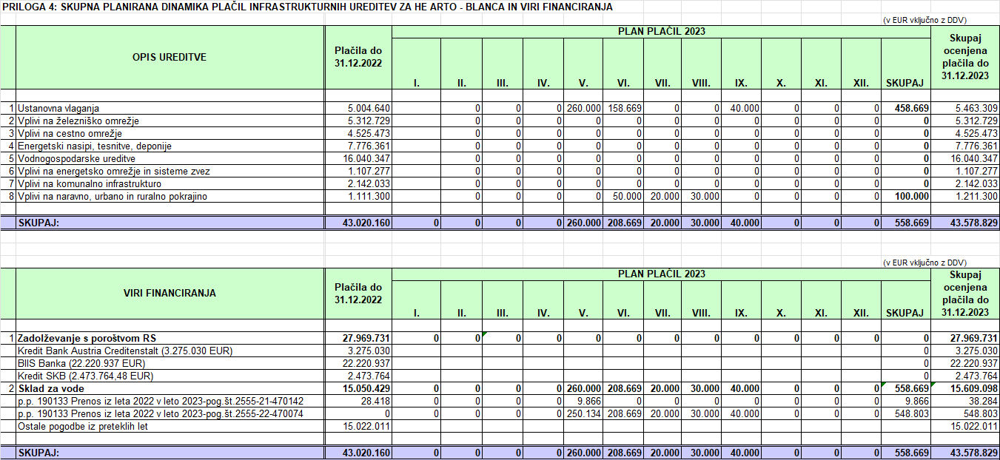 PRILOGA 4: SKUPNA PLANIRANA DINAMIKA PLAČIL INFRASTRUKTURNIH UREDITEV ZA HE ARTO - BLANCA IN VIRI FINANCIRANJA
(v EUR vključno z DDV)
OPIS UREDITVE Plačila do 31.12.2022 PLAN PLAČIL 2023 Skupaj ocenjena plačila do 31.12.2023
I. II. III. IV. V. VI. VII. VIII. IX. X. XI. XII. SKUPAJ
1 Ustanovna vlaganja 5.004.640 0 0 0 260.000 158.669 0 0 40.000 0 0 0 458.669 5.463.309
2 Vplivi na železniško omrežje 5.312.729 0 0 0 0 0 0 0 0 0 0 0 0 5.312.729
3 Vplivi na cestno omrežje 4.525.473 0 0 0 0 0 0 0 0 0 0 0 0 4.525.473
4 Energetski nasipi, tesnitve, deponije 7.776.361 0 0 0 0 0 0 0 0 0 0 0 0 7.776.361
5 Vodnogospodarske ureditve 16.040.347 0 0 0 0 0 0 0 0 0 0 0 0 16.040.347
6 Vplivi na energetsko omrežje in sisteme zvez 1.107.277 0 0 0 0 0 0 0 0 0 0 0 0 1.107.277
7 Vplivi na komunalno infrastrukturo 2.142.033 0 0 0 0 0 0 0 0 0 0 0 0 2.142.033
8 Vplivi na naravno, urbano in ruralno pokrajino 1.111.300 0 0 0 0 50.000 20.000 30.000 0 0 0 0 100.000 1.211.300
SKUPAJ: 43.020.160 0 0 0 0 260.000 208.669 20.000 30.000 40.000 0 0 0 558.669 43.578.829
(v EUR vključno z DDV)
VIRI FINANCIRANJA Plačila do 31.12.2022 PLAN PLAČIL 2023 Skupaj ocenjena plačila do 31.12.2023
I. II. III. IV. V. VI. VII. VIII. IX. X. XI. XII. SKUPAJ
1 Zadolževanje s poroštvom RS 27.969.731 0 0 0 0 0 0 0 0 0 0 0 0 0 27.969.731
Kredit Bank Austria Creditenstalt (3.275.030 EUR) 3.275.030 0 3.275.030
BIIS Banka (22.220.937 EUR) 22.220.937 0 22.220.937
Kredit SKB (2.473.764,48 EUR) 2.473.764 0 2.473.764
2 Sklad za vode 15.050.429 0 0 0 0 260.000 208.669 20.000 30.000 40.000 0 0 0 558.669 15.609.098
p.p. 190133 Prenos iz leta 2022 v leto 2023-pog.št.2555-21-470142 28.418 0 0 0 9.866 0 0 0 0 0 0 0 9.866 38.284
p.p. 190133 Prenos iz leta 2022 v leto 2023-pog.št.2555-22-470074 0 0 0 0 250.134 208.669 20.000 30.000 40.000 0 0 0 548.803 548.803
Ostale pogodbe iz preteklih let 15.022.011 15.022.011
SKUPAJ: 43.020.160 0 0 0 0 260.000 208.669 20.000 30.000 40.000 0 0 0 558.669 43.578.829